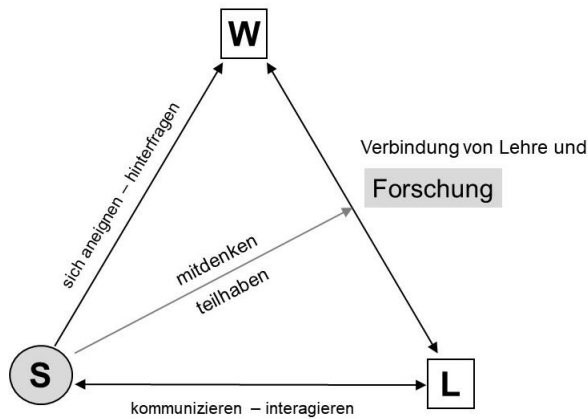 W
Verbindung von Lehre und
Forschung
sich aneignen – hinterfragen
mitdenken
teilhaben
S
L
kommunizieren – interagieren